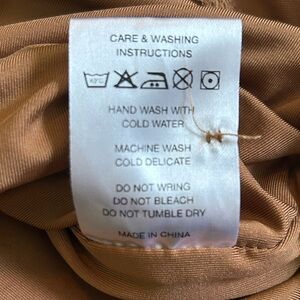 CARE & WASHING
INSTRUCTIONS
40°C
HAND WASH WITH
COLD WATER
MACHINE WASH
COLD DELICATE
DO NOT WRING
DO NOT BLEACH
DO NOT TUMBLE DRY
MADE IN CHINA